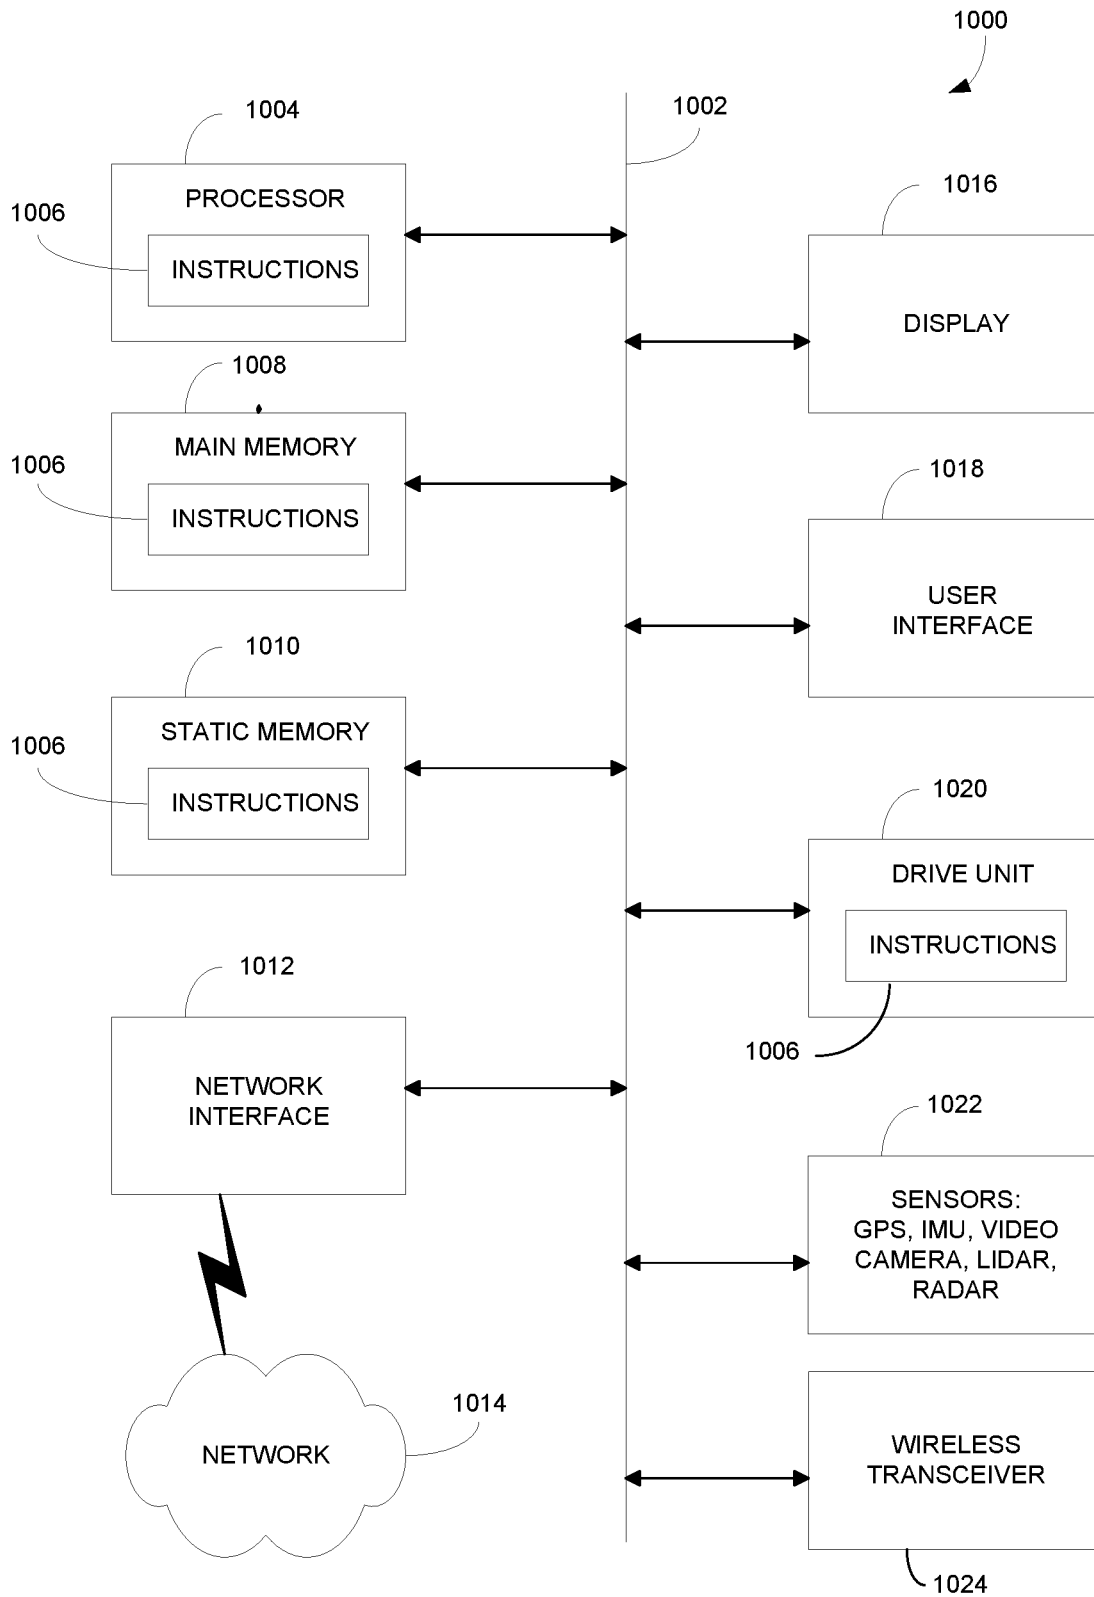 1000
1004
1002
PROCESSOR
1006
INSTRUCTIONS
1016
DISPLAY
1008
MAIN MEMORY
1006
INSTRUCTIONS
1018
USER
INTERFACE
1010
STATIC MEMORY
1006
INSTRUCTIONS
1020
DRIVE UNIT
INSTRUCTIONS
1006
1012
NETWORK
INTERFACE
1022
SENSORS:
GPS, IMU, VIDEO
CAMERA, LIDAR,
RADAR
1014
NETWORK
WIRELESS
TRANSCEIVER
1024